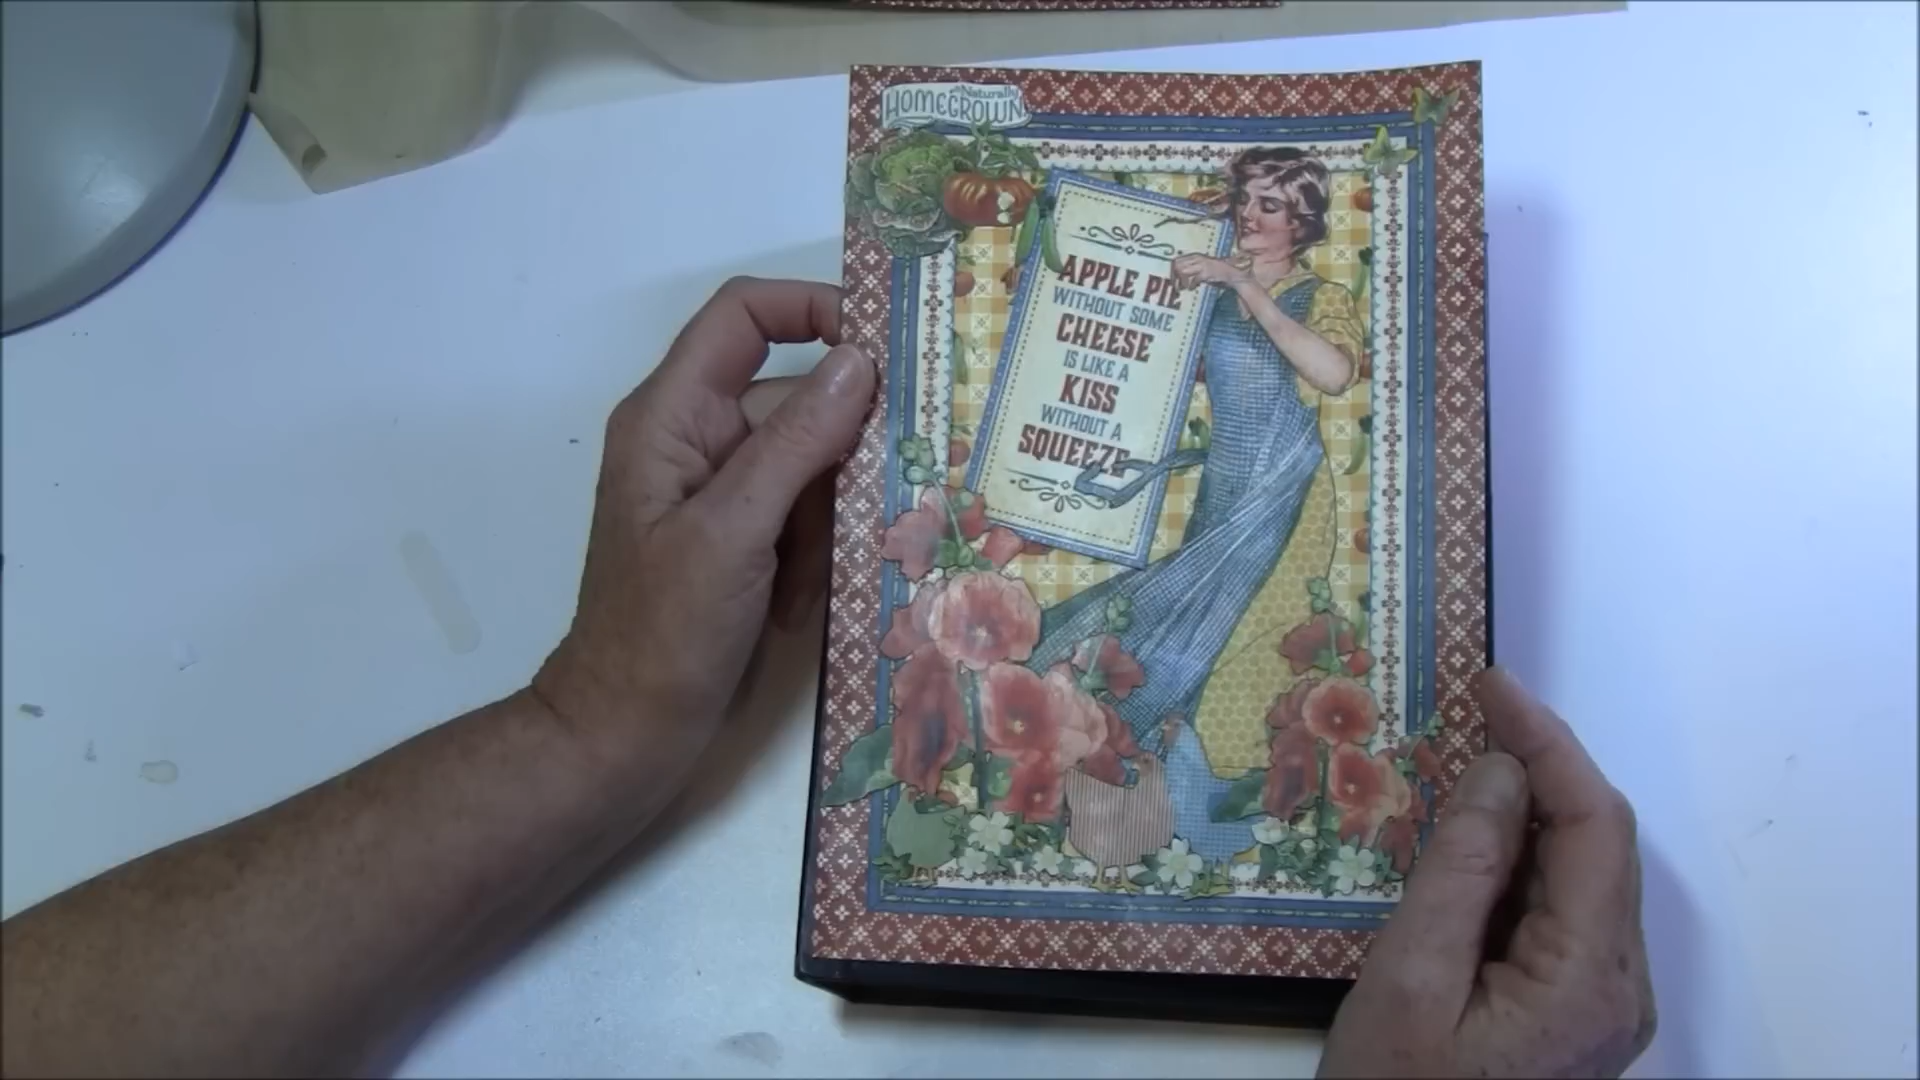 Naturally
HOMEGROWN
APPLE PIE
WITHOUT SOME
CHEESE
IS LIKE A
KISS
WITHOUT A
SQUEEZE